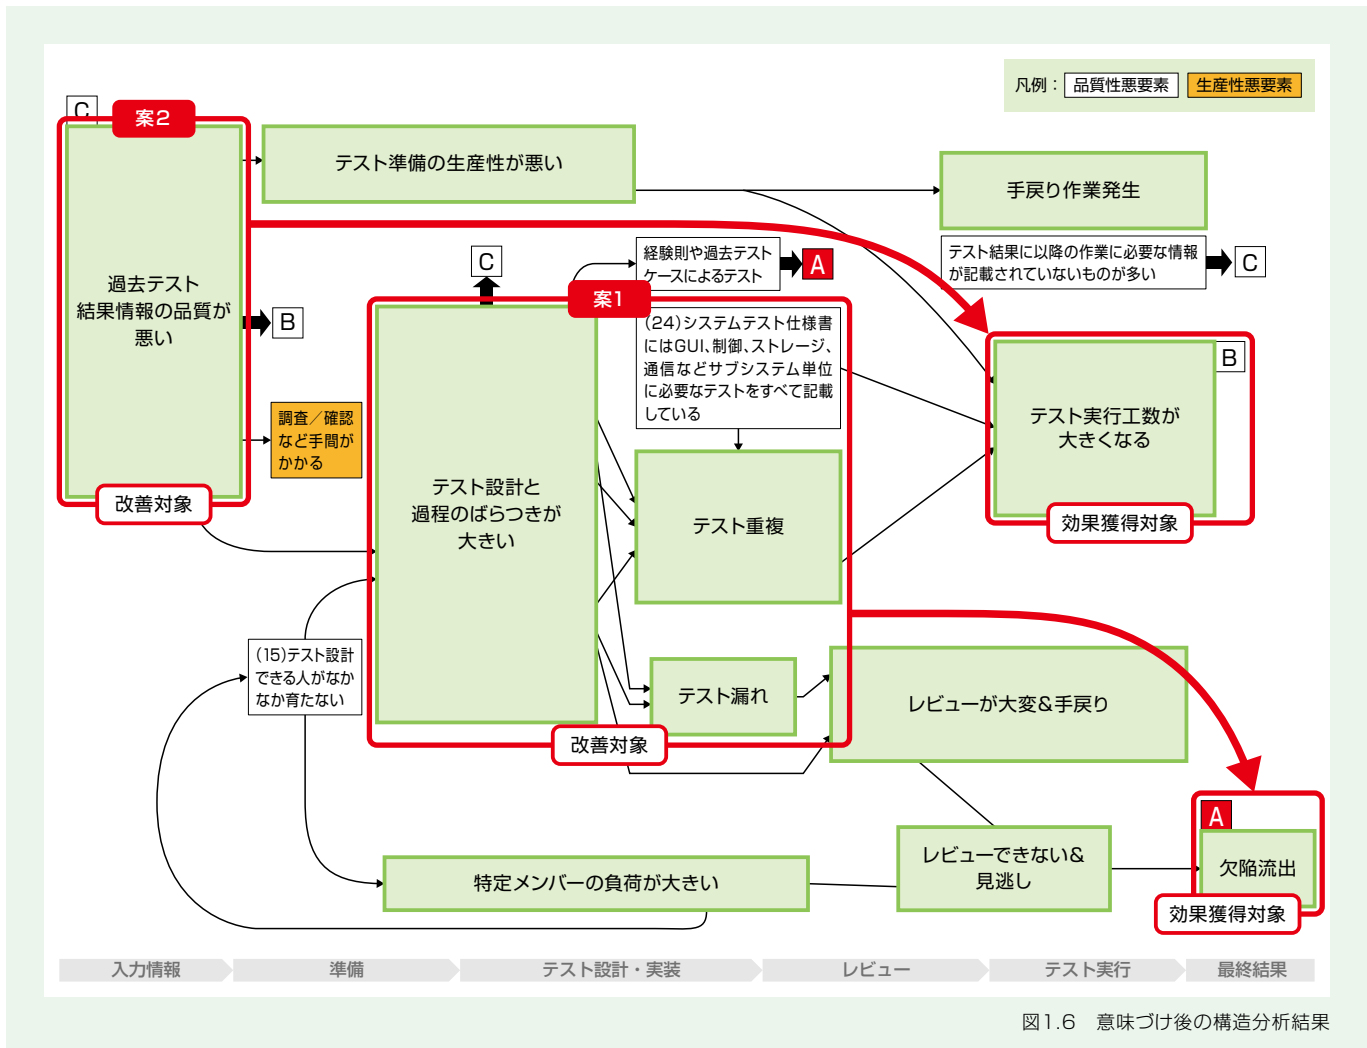 凡例：
品質性悪要素
生産性悪要素
C
案2
過去テスト
結果情報の品質が
悪い
改善対象
B
調査／確認
など手間が
かかる
テスト準備の生産性が悪い
手戻り作業発生
テスト結果に以降の作業に必要な情報
が記載されていないものが多い
C
経験則や過去テスト
ケースによるテスト
A
C
案1
テスト設計と
過程のばらつきが
大きい
(24)システムテスト仕様書
にはGUI、制御、ストレージ、
通信などサブシステム単位
に必要なテストをすべて記載
している
テスト重複
テスト漏れ
改善対象
B
テスト実行工数が
大きくなる
効果獲得対象
(15)テスト設計
できる人がなか
なか育たない
レビューが大変＆手戻り
特定メンバーの負荷が大きい
レビューできない＆
見逃し
A
欠陥流出
効果獲得対象
入力情報
準備
テスト設計・実装
レビュー
テスト実行
最終結果
図1.6　意味づけ後の構造分析結果